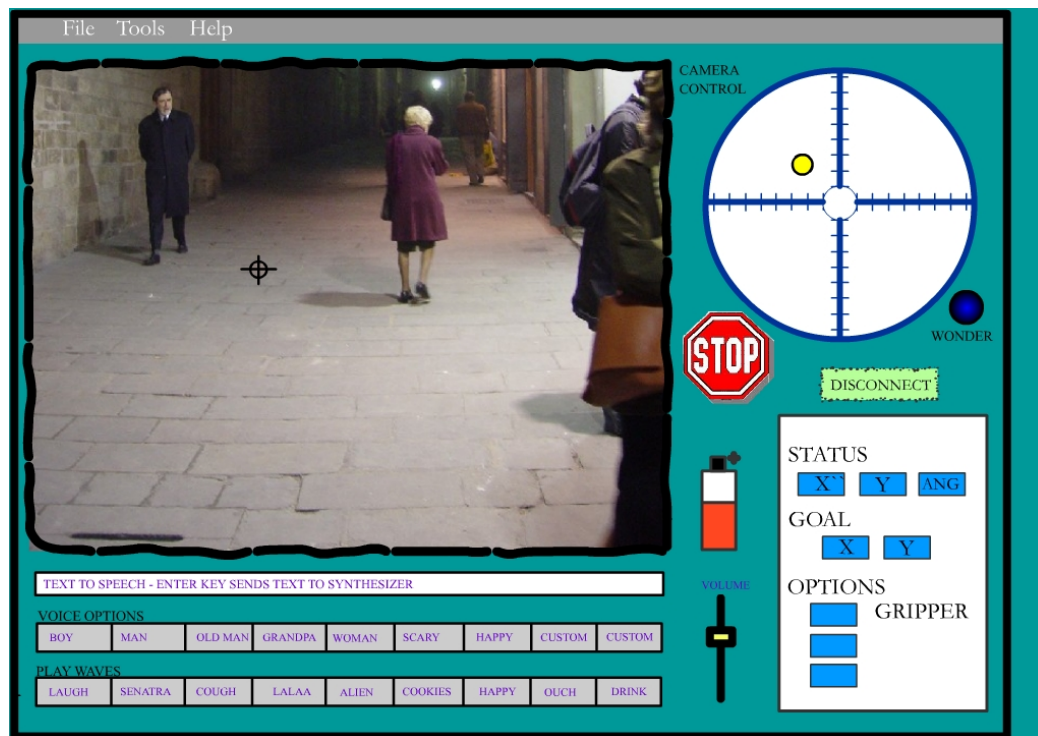 File Tools Help
CAMERA
CONTROL
WONDER
STOP
DISCONNECT
STATUS
X`` Y ANG
GOAL
X Y
OPTIONS
GRIPPER
TEXT TO SPEECH - ENTER KEY SENDS TEXT TO SYNTHESIZER
VOLUME
VOICE OPTIONS
BOY MAN OLD MAN GRANDPA WOMAN SCARY HAPPY CUSTOM CUSTOM
PLAY WAVES
LAUGH SENATRA COUGH LALAA ALIEN COOKIES HAPPY OUCH DRINK